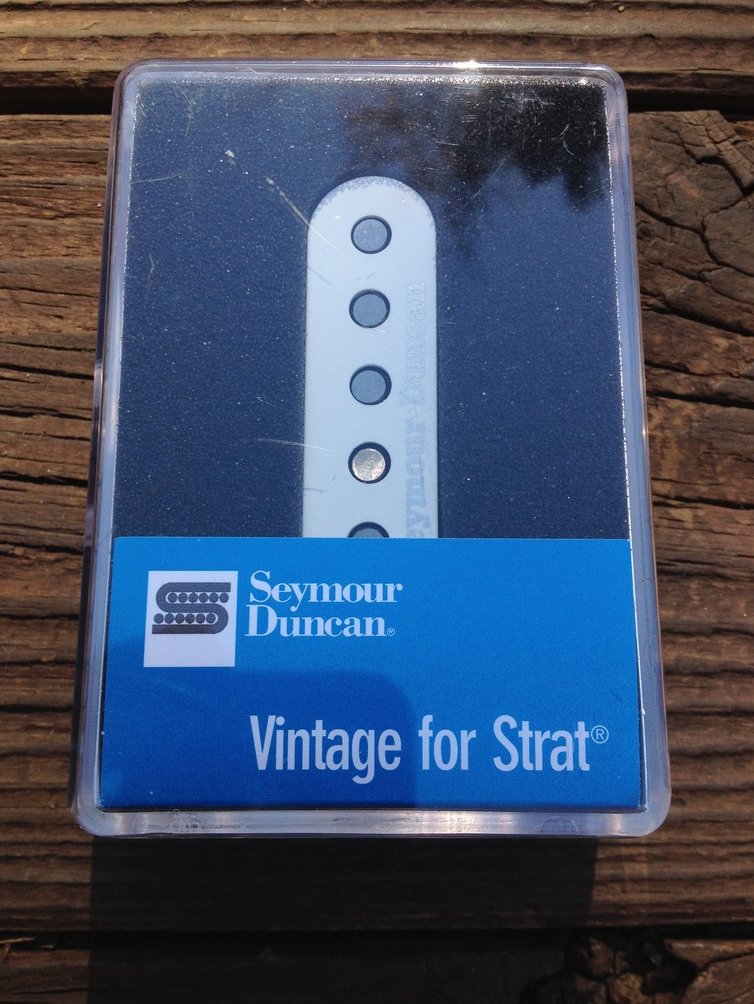 Seymour Duncan
Seymour
Duncan®
Vintage for Strat®